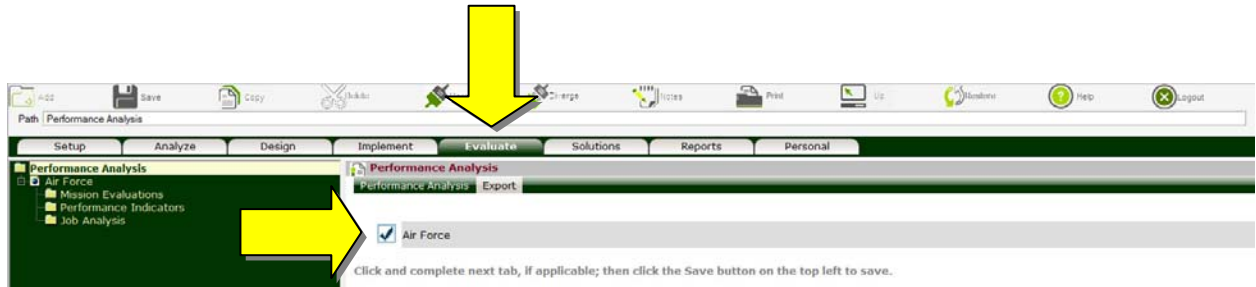 Add Save Copy Notes Print Up Help Logout
Path Performance Analysis
Setup Analyze Design Implement Evaluate Solutions Reports Personal
Performance Analysis
Air Force
Mission Evaluations
Performance Indicators
Job Analysis
Performance Analysis
Performance Analysis Export
Air Force
Click and complete next tab, if applicable; then click the Save button on the top left to save.